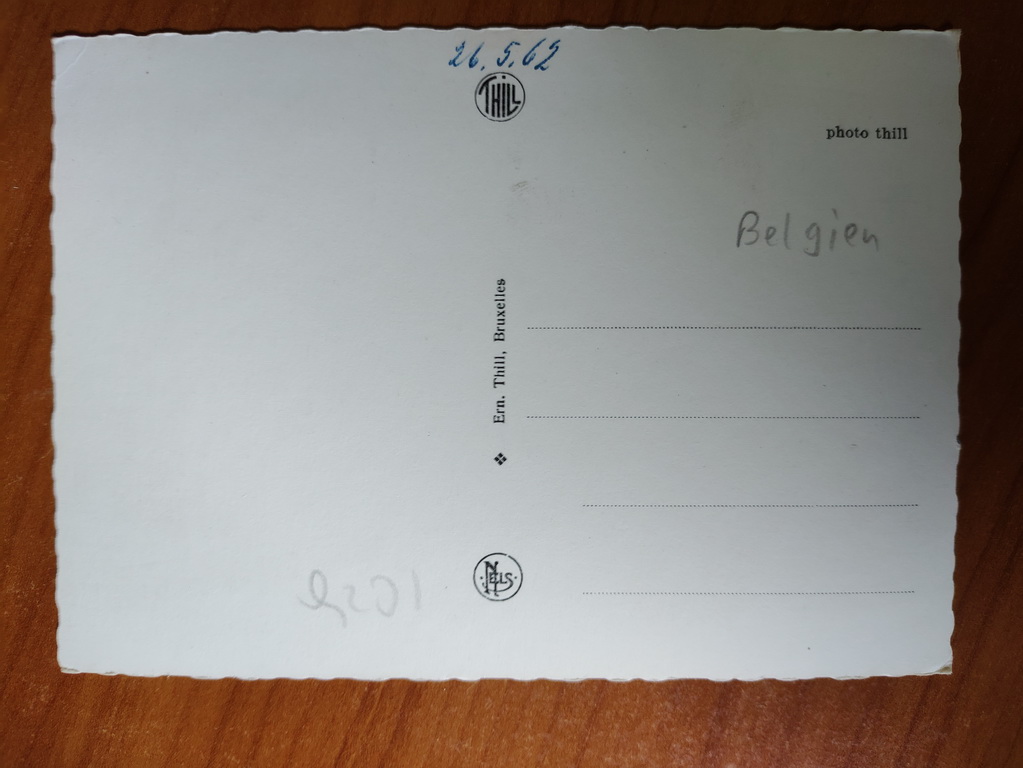 26.5.62
THILL
photo thill
Belgien
Ern. Thill, Bruxelles
NELS